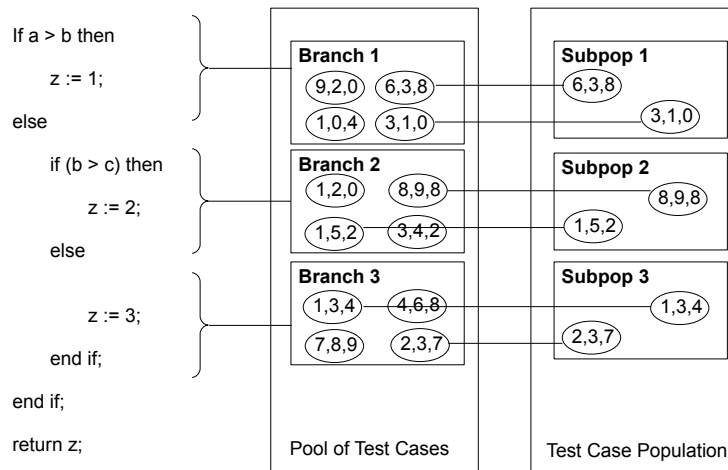 If a > b then
z := 1;
else
if (b > c) then
z := 2;
else
z := 3;
end if;
end if;
return z;
Branch 1
9,2,0 6,3,8
1,0,4 3,1,0
Branch 2
1,2,0 8,9,8
1,5,2 3,4,2
Branch 3
1,3,4 4,6,8
7,8,9 2,3,7
Pool of Test Cases
Subpop 1
6,3,8
3,1,0
Subpop 2
8,9,8
1,5,2
Subpop 3
1,3,4
2,3,7
Test Case Population